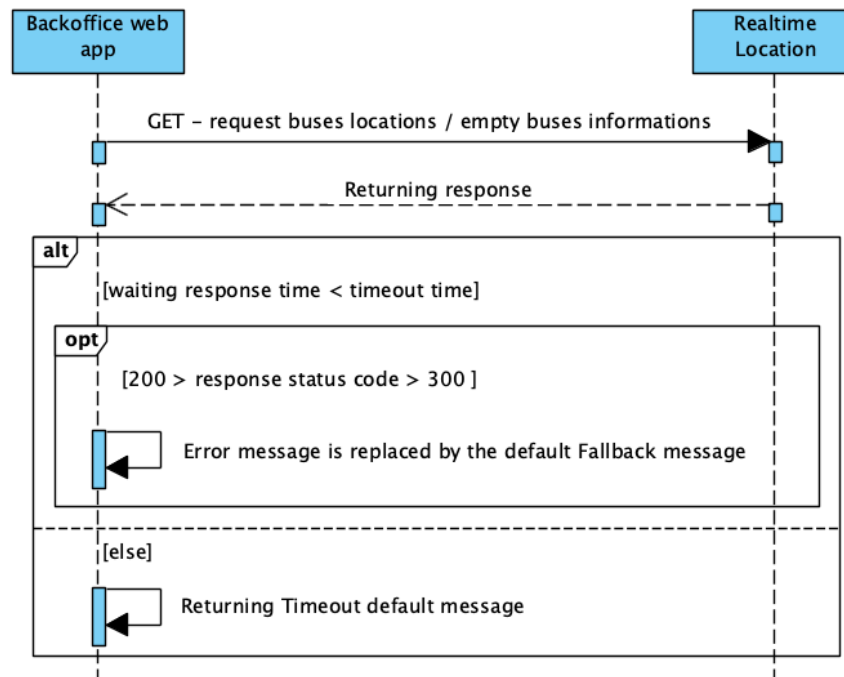 Backoffice web
app
Realtime
Location
GET – request buses locations / empty buses informations
Returning response
alt
[waiting response time < timeout time]
opt
[200 > response status code > 300 ]
Error message is replaced by the default Fallback message
[else]
Returning Timeout default message